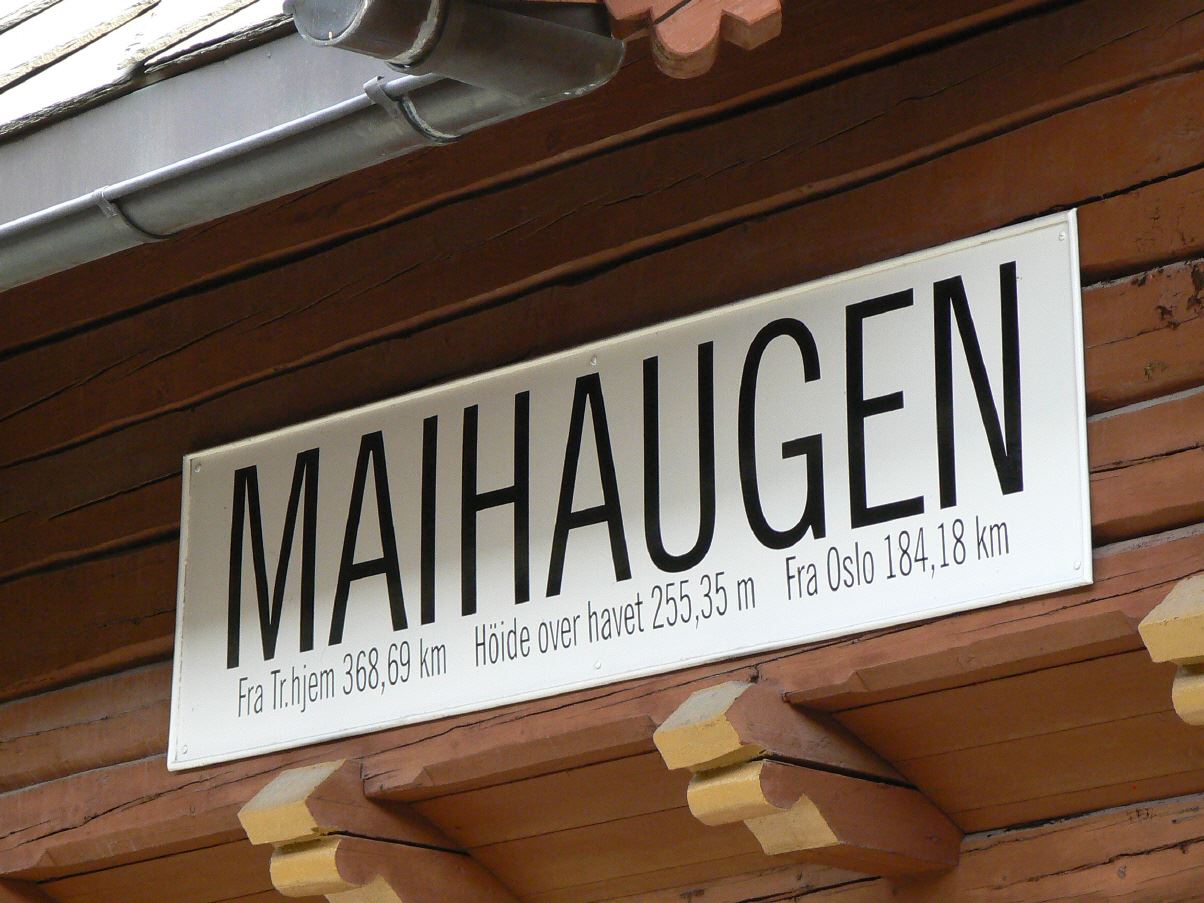 MAIHAUGEN
Fra Tr.hjem 368,69 km Höide over havet 255,35 m Fra Oslo 184,18 km